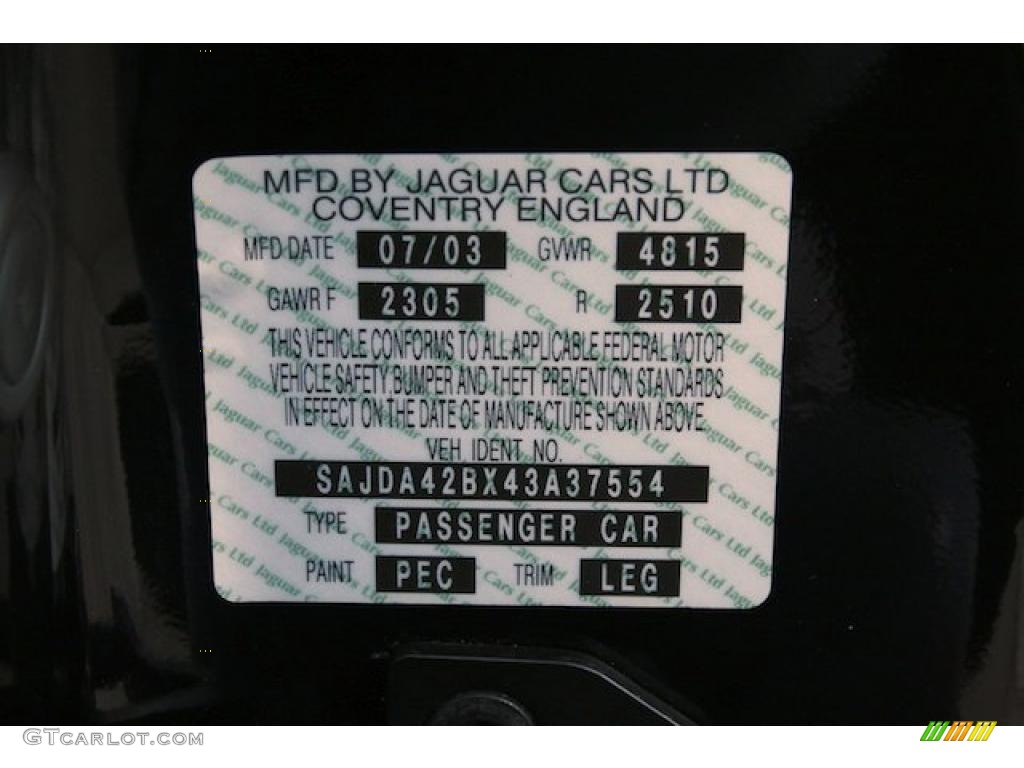 MFD BY JAGUAR CARS LTD
COVENTRY ENGLAND
MFD DATE 07/03 GVWR 4815
GAWR F 2305 R 2510
THIS VEHICLE CONFORMS TO ALL APPLICABLE FEDERAL MOTOR
VEHICLE SAFETY BUMPER AND THEFT PREVENTION STANDARDS
IN EFFECT ON THE DATE OF MANUFACTURE SHOWN ABOVE
VEH. IDENT. NO.
SAJDA42BX43A37554
TYPE PASSENGER CAR
PAINT PEC TRIM LEG
GTCARLOT.COM